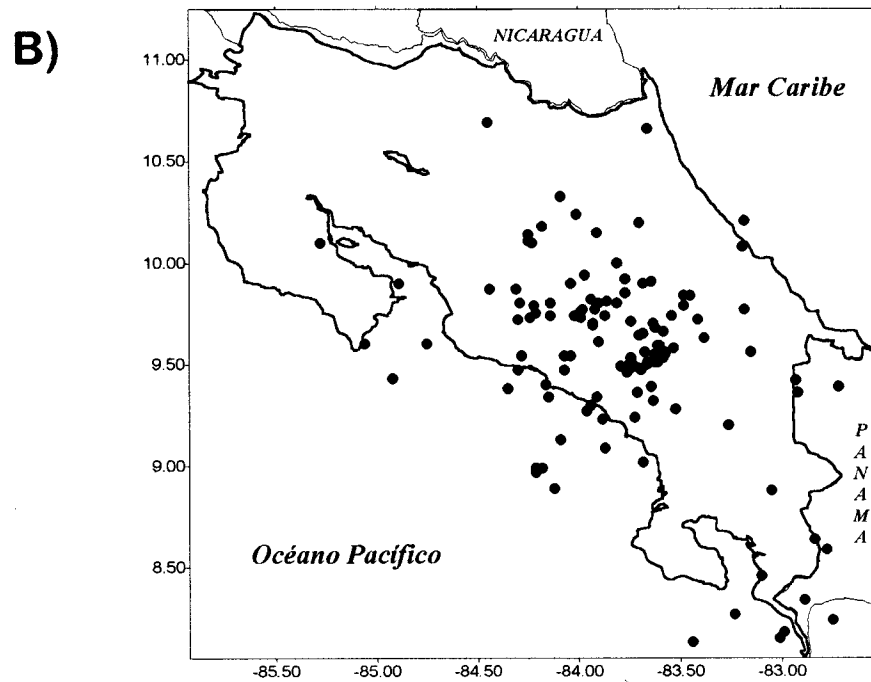 B)
NICARAGUA
11.00
Mar Caribe
10.50
10.00
9.50
9.00
P
A
N
A
M
A
Océano Pacífico
8.50
-85.50 -85.00 -84.50 -84.00 -83.50 -83.00